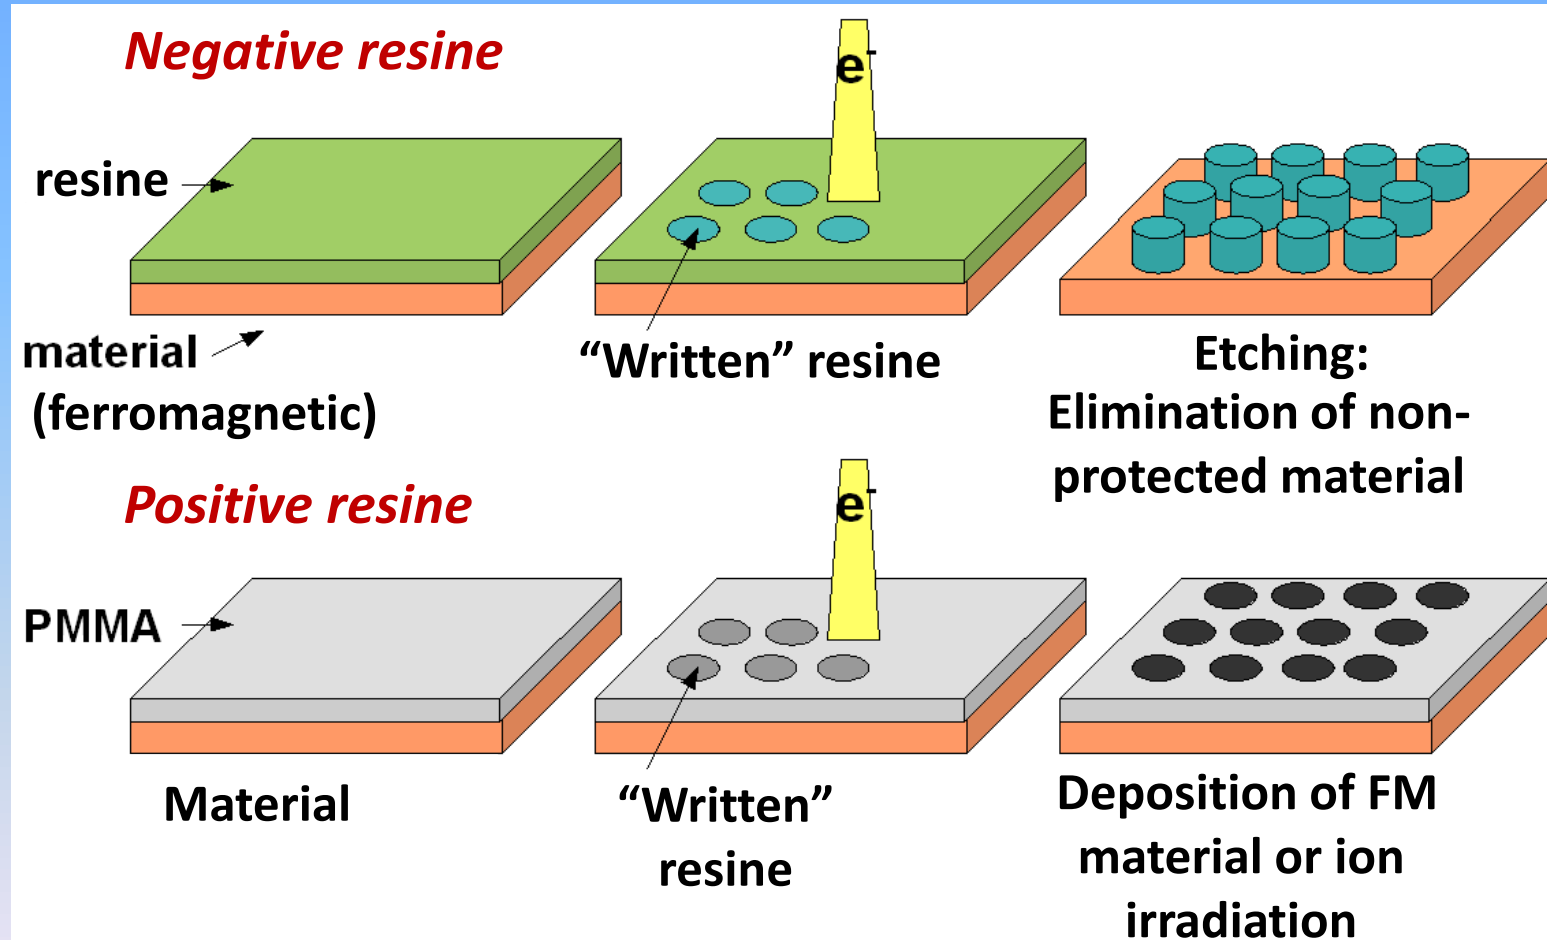 Negative resine
e-
resine
material
(ferromagnetic)
“Written” resine
Etching:
Elimination of non-
protected material
Positive resine
e-
PMMA
Material
“Written”
resine
Deposition of FM
material or ion
irradiation